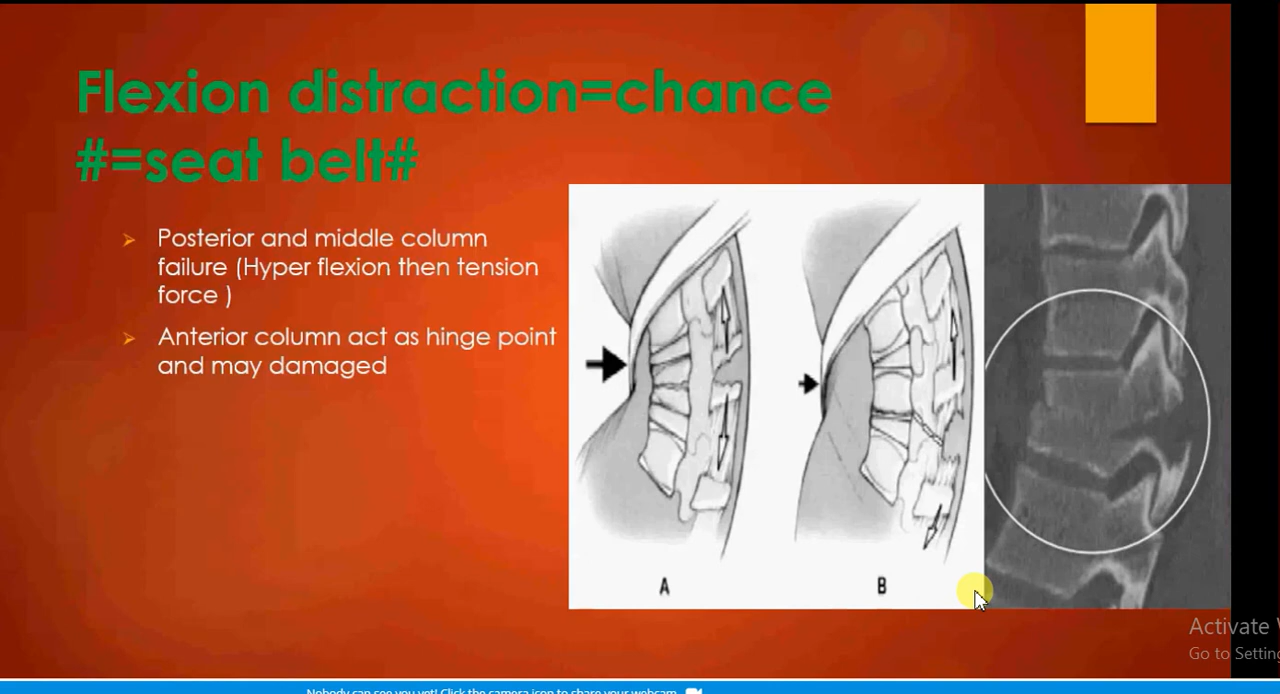 Flexion distraction=chance
#=seat belt#
Posterior and middle column
failure (Hyper flexion then tension
force )
Anterior column act as hinge point
and may damaged
A
B
Activate
Go to Setting
Nobody can see you yet! Click the camera icon to share your webcam.